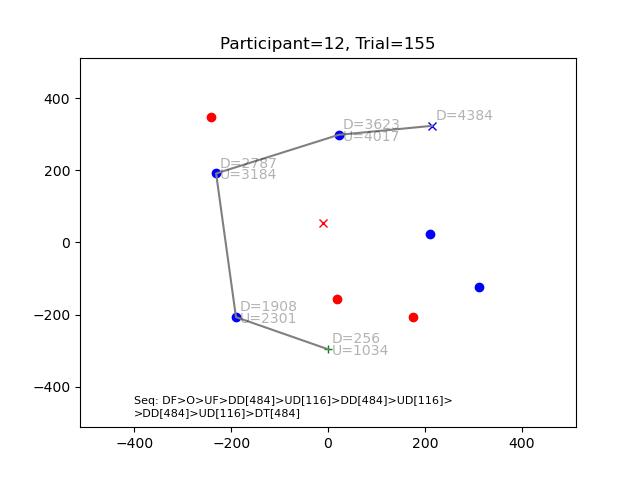 Participant=12, Trial=155
400
200
0
−200
−400
D=4384
D=3623
U=4017
D=2787
U=3184
D=1908
U=2301
D=256
U=1034
Seq: DF>O>UF>DD[484]>UD[116]>DD[484]>UD[116]>
>DD[484]>UD[116]>DT[484]
−400 −200 0 200 400